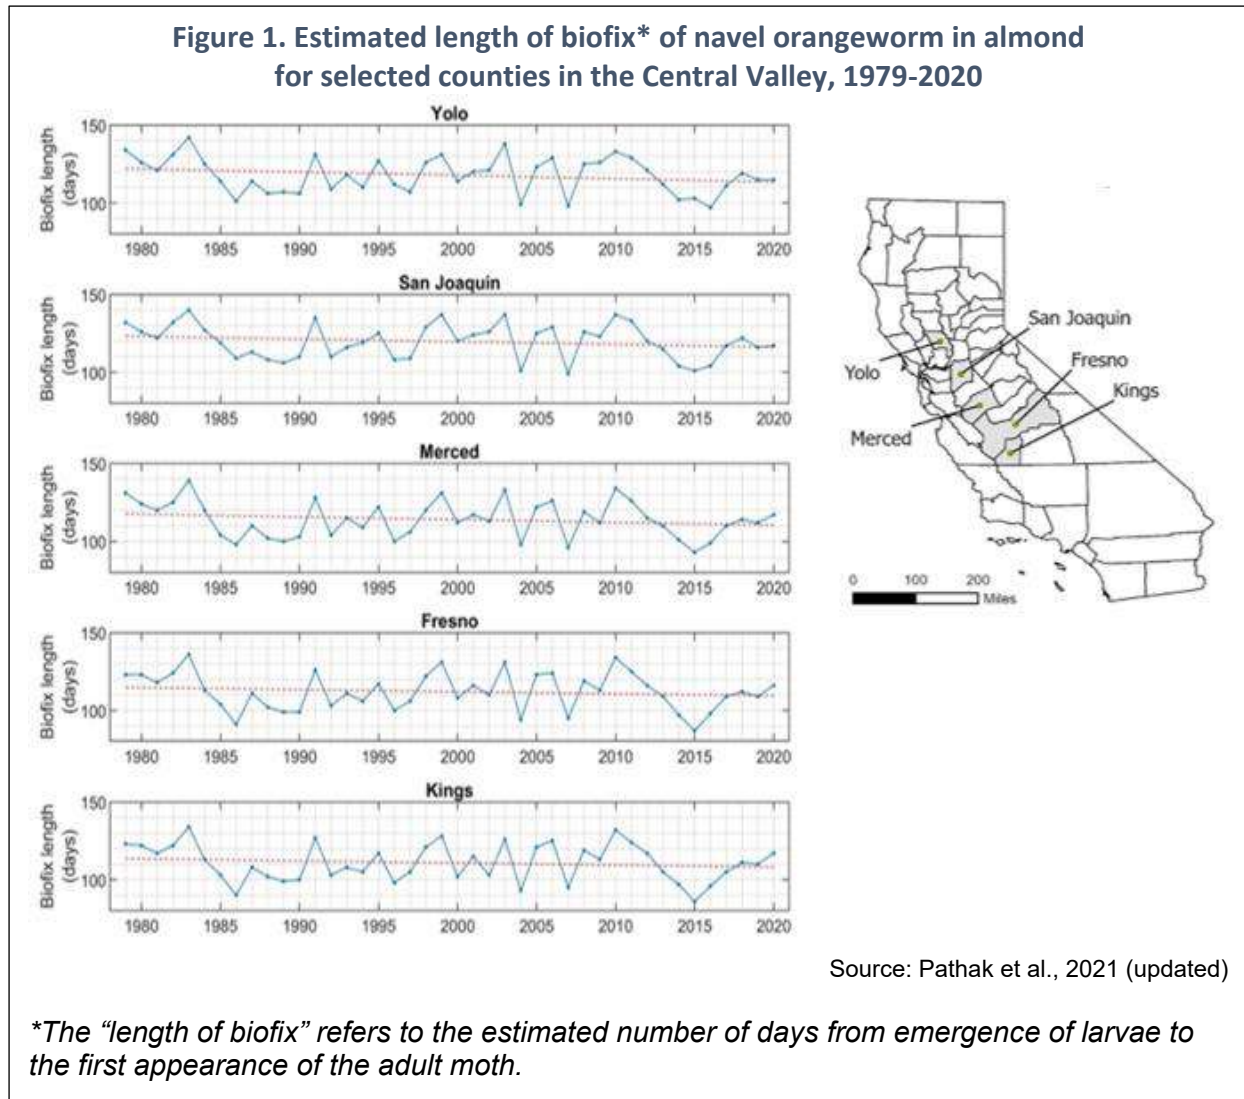 Figure 1. Estimated length of biofix* of navel orangeworm in almond
for selected counties in the Central Valley, 1979-2020
Yolo
150
100
Biofix length
(days)
1980 1985 1990 1995 2000 2005 2010 2015 2020
San Joaquin
150
100
Biofix length
(days)
1980 1985 1990 1995 2000 2005 2010 2015 2020
Merced
150
100
Biofix length
(days)
1980 1985 1990 1995 2000 2005 2010 2015 2020
Fresno
150
100
Biofix length
(days)
1980 1985 1990 1995 2000 2005 2010 2015 2020
Kings
150
100
Biofix length
(days)
1980 1985 1990 1995 2000 2005 2010 2015 2020
San Joaquin
Fresno
Yolo
Kings
Merced
0 100 200
Miles
Source: Pathak et al., 2021 (updated)
*The “length of biofix” refers to the estimated number of days from emergence of larvae to
the first appearance of the adult moth.